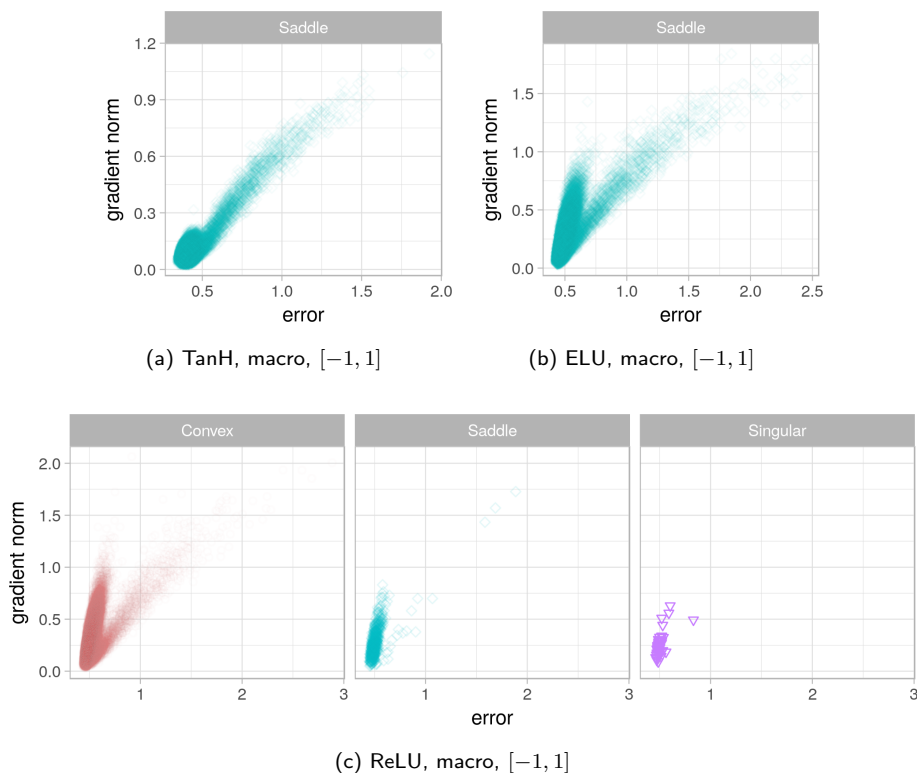 Saddle Saddle
1.2
0.9
0.6
0.3
0.0
gradient norm
0.5 1.0 1.5 2.0
error
1.5
1.0
0.5
0.0
gradient norm
0.5 1.0 1.5 2.0 2.5
error
(a) TanH, macro, [−1, 1] (b) ELU, macro, [−1, 1]
Convex Saddle Singular
2.0
1.5
1.0
0.5
0.0
gradient norm
1 2 3 1 2 3 1 2 3
error
(c) ReLU, macro, [−1, 1]